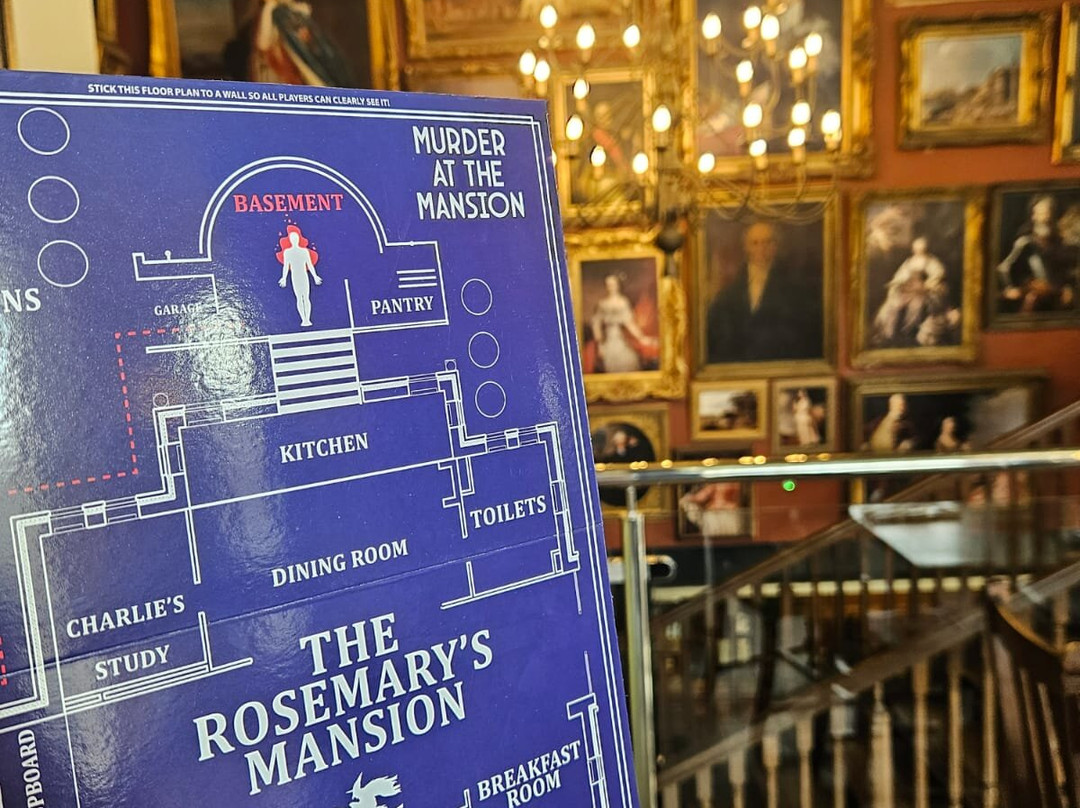 STICK THIS FLOOR PLAN TO A WALL SO ALL PLAYERS CAN CLEARLY SEE IT!
MURDER
AT THE
MANSION
BASEMENT
NS
GARAGE
PANTRY
KITCHEN
TOILETS
DINING ROOM
CHARLIE'S
STUDY
THE
ROSEMARY'S
MANSION
PBOARD
BREAKFAST
ROOM